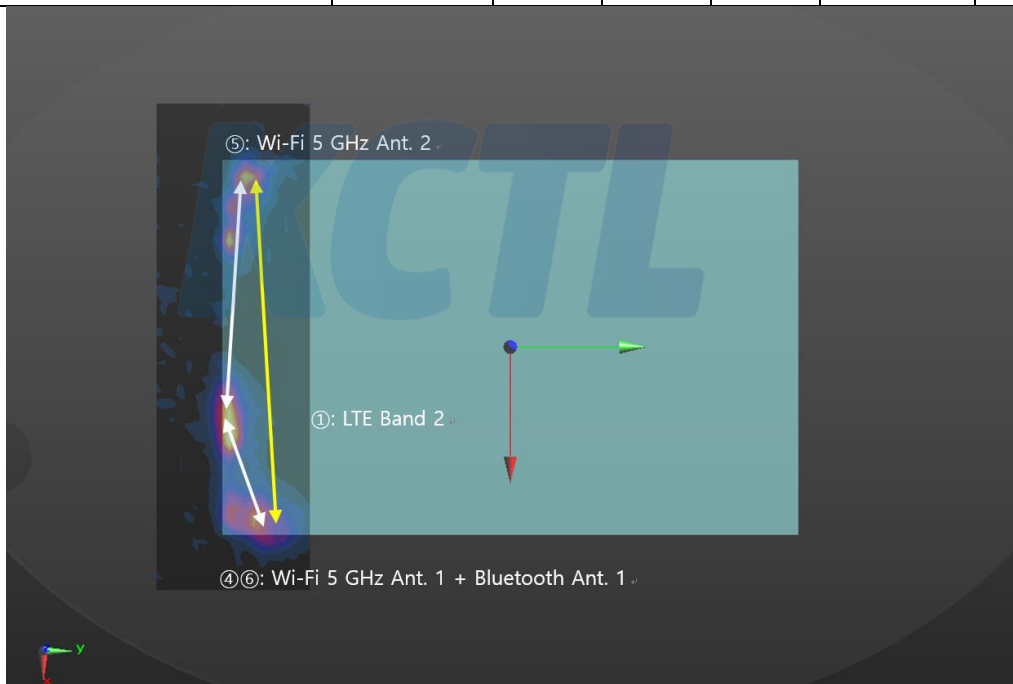 KCTL
⑤: Wi-Fi 5 GHz Ant. 2
①: LTE Band 2
④⑥: Wi-Fi 5 GHz Ant. 1 + Bluetooth Ant. 1
y
x